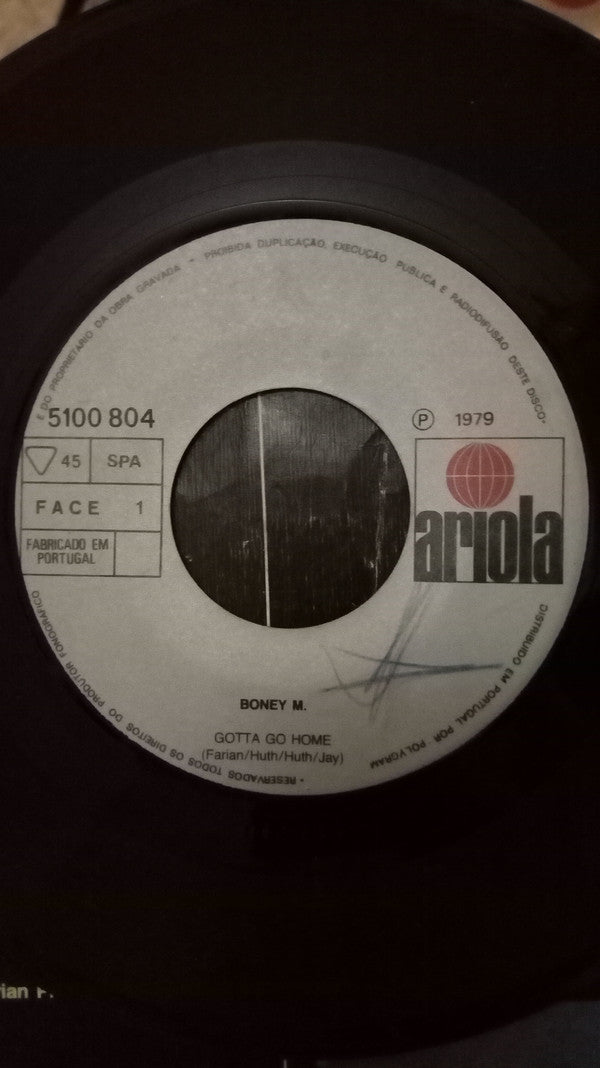 RESERVADOS TODOS OS DIREITOS DO PRODUTOR FONOGRÁFICO E DO PROPRIETÁRIO DA OBRA GRAVADA • PROIBIDA DUPLICAÇÃO, EXECUÇÃO PÚBLICA E RADIODIFUSÃO DESTE DISCO•
5100 804
Ⓟ 1979
45 SPA
FACE 1
FABRICADO EM
PORTUGAL
ariola
DISTRIBUIDO EM PORTUGAL POR POLYGRAM
BONEY M.
GOTTA GO HOME
(Farian/Huth/Huth/Jay)